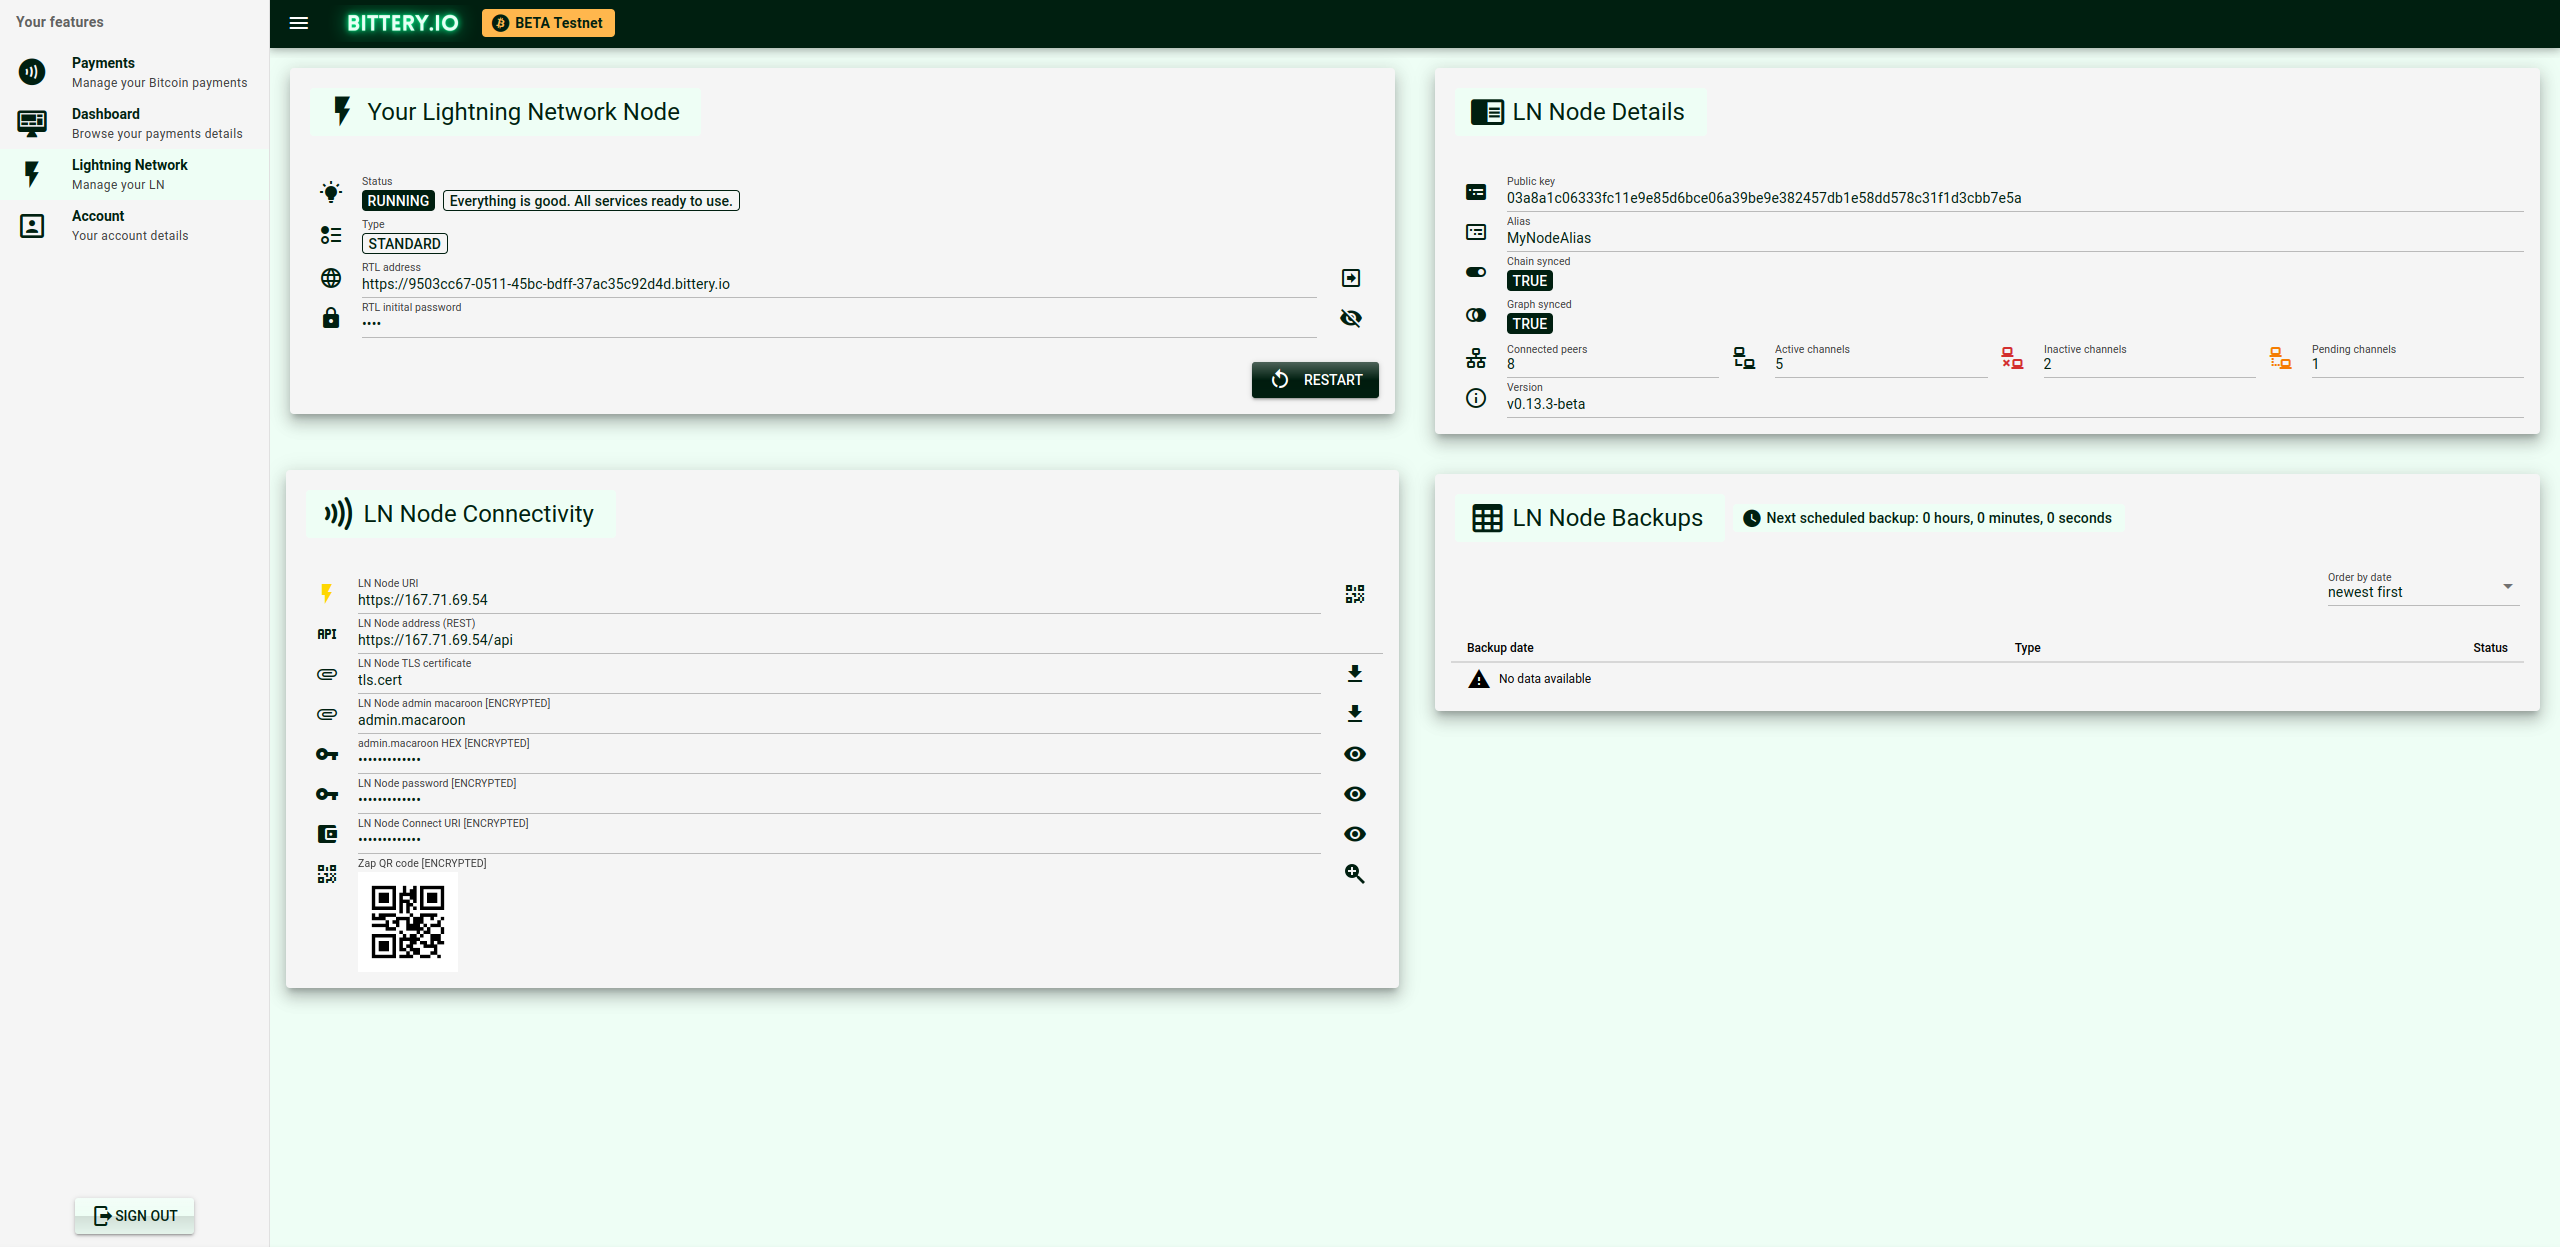 Your features
Payments
Manage your Bitcoin payments
Dashboard
Browse your payments details
Lightning Network
Manage your LN
Account
Your account details
SIGN OUT
BITTERY.IO
BETA Testnet
Your Lightning Network Node
Status
RUNNING Everything is good. All services ready to use.
Type
STANDARD
RTL address
https://9503cc67-0511-45bc-bdff-37ac35c92d4d.bittery.io
RTL initital password
••••
RESTART
LN Node Details
Public key
03a8a1c06333fc11e9e85d6bce06a39be9e382457db1e58dd578c31f1d3cbb7e5a
Alias
MyNodeAlias
Chain synced
TRUE
Graph synced
TRUE
Connected peers Active channels Inactive channels Pending channels
8 5 2 1
Version
v0.13.3-beta
LN Node Connectivity
LN Node URI
https://167.71.69.54
API
LN Node address (REST)
https://167.71.69.54/api
LN Node TLS certificate
tls.cert
LN Node admin macaroon [ENCRYPTED]
admin.macaroon
admin.macaroon HEX [ENCRYPTED]
•••••••••••••
LN Node password [ENCRYPTED]
•••••••••••••
LN Node Connect URI [ENCRYPTED]
•••••••••••••
Zap QR code [ENCRYPTED]
LN Node Backups
Next scheduled backup: 0 hours, 0 minutes, 0 seconds
Order by date
newest first
Backup date Type Status
No data available